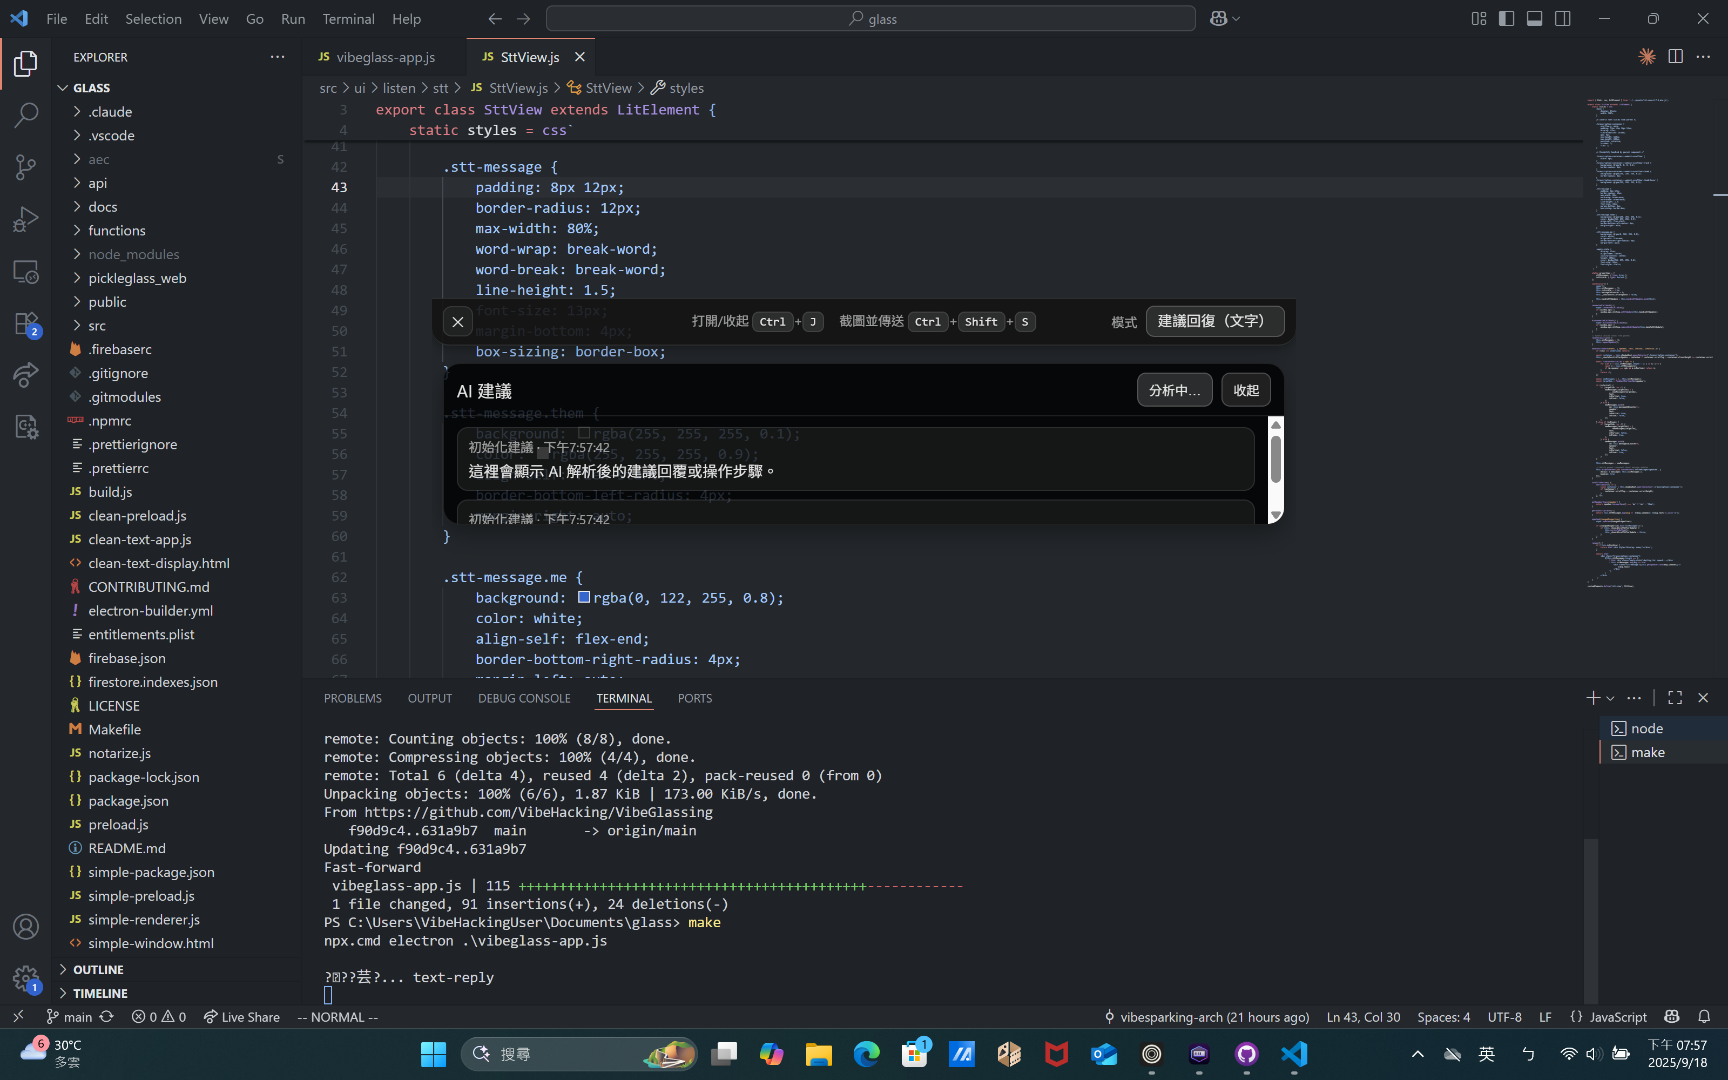 File Edit Selection View Go Run Terminal Help
glass
EXPLORER
GLASS
.claude
.vscode
aec S
api
docs
functions
node_modules
pickleglass_web
public
src
.firebaserc
.gitignore
.gitmodules
.npmrc
.prettierignore
.prettierrc
JS build.js
JS clean-preload.js
JS clean-text-app.js
<> clean-text-display.html
CONTRIBUTING.md
! electron-builder.yml
entitlements.plist
firebase.json
{} firestore.indexes.json
LICENSE
M Makefile
JS notarize.js
{} package-lock.json
{} package.json
JS preload.js
README.md
{} simple-package.json
JS simple-preload.js
JS simple-renderer.js
<> simple-window.html
OUTLINE
TIMELINE
2
1
JS vibeglass-app.js
JS SttView.js
src > ui > listen > stt > JS SttView.js > SttView > styles
3 export class SttView extends LitElement {
4 static styles = css`
41
42 .stt-message {
43 padding: 8px 12px;
44 border-radius: 12px;
45 max-width: 80%;
46 word-wrap: break-word;
47 word-break: break-word;
48 line-height: 1.5;
49 font-size: 13px;
50 margin-bottom: 4px;
51 box-sizing: border-box;
52 }
53
54 .stt-message.them {
55 background: rgba(255, 255, 255, 0.1);
56 color: rgba(255, 255, 255, 0.9);
57
58 border-bottom-left-radius: 4px;
59
60 }
61
62 .stt-message.me {
63 background: rgba(0, 122, 255, 0.8);
64 color: white;
65 align-self: flex-end;
66 border-bottom-right-radius: 4px;
67 margin-left: auto;
打開/收起 Ctrl + J 截圖並傳送 Ctrl + Shift + S
模式 建議回復（文字）
AI 建議
分析中... 收起
初始化建議 · 下午7:57:42
這裡會顯示 AI 解析後的建議回覆或操作步驟。
初始化建議 · 下午7:57:42
PROBLEMS OUTPUT DEBUG CONSOLE TERMINAL PORTS
node
make
remote: Counting objects: 100% (8/8), done.
remote: Compressing objects: 100% (4/4), done.
remote: Total 6 (delta 4), reused 4 (delta 2), pack-reused 0 (from 0)
Unpacking objects: 100% (6/6), 1.87 KiB | 173.00 KiB/s, done.
From https://github.com/VibeHacking/VibeGlassing
f90d9c4..631a9b7 main -> origin/main
Updating f90d9c4..631a9b7
Fast-forward
vibeglass-app.js | 115 +++++++++++++++++++++++++++++++++++++++++++------------
1 file changed, 91 insertions(+), 24 deletions(-)
PS C:\Users\VibeHackingUser\Documents\glass> make
npx.cmd electron .\vibeglass-app.js
??芸?... text-reply
main 0 0 Live Share -- NORMAL --
vibesparking-arch (21 hours ago) Ln 43, Col 30 Spaces: 4 UTF-8 LF {} JavaScript
6
30°C
多雲
搜尋
1
英
ㄅ
下午 07:57
2025/9/18